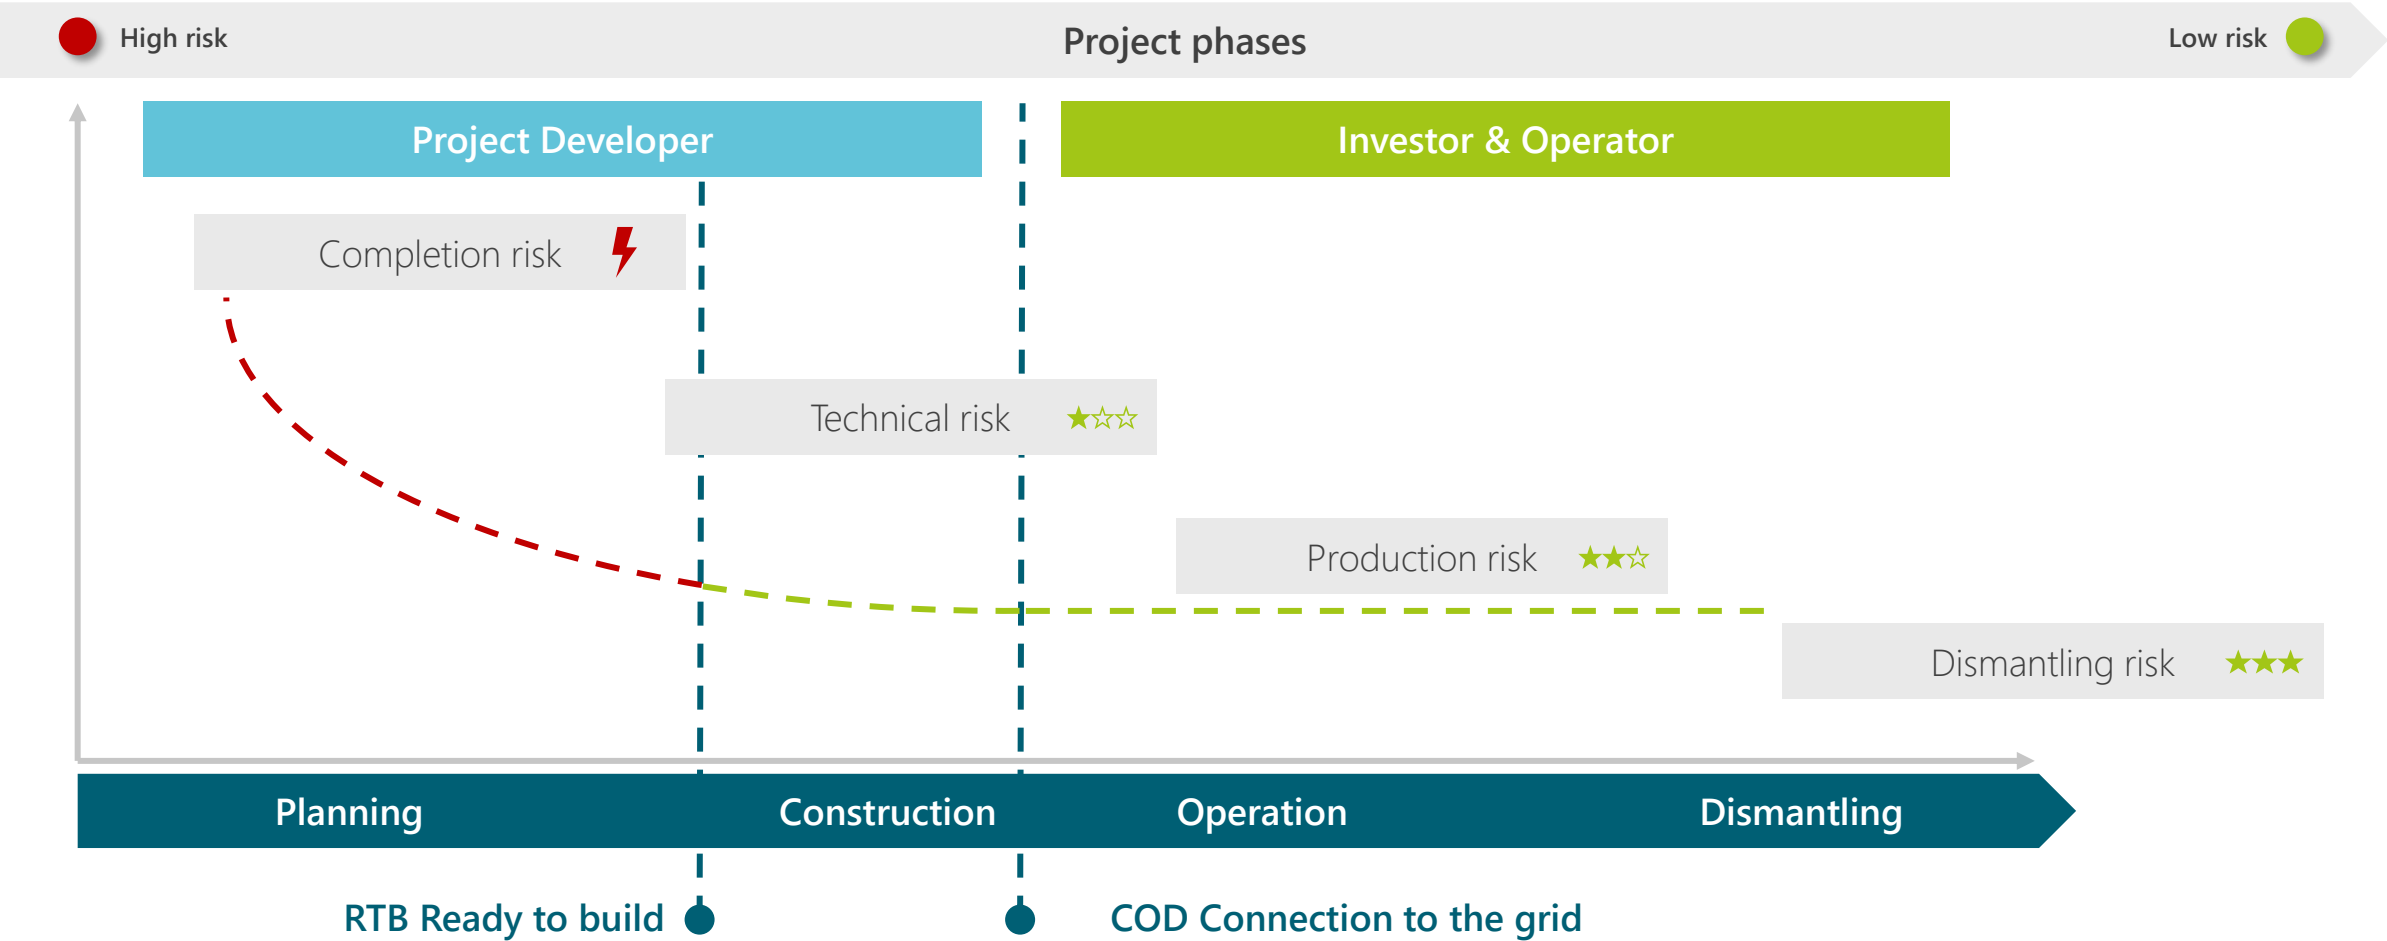 High risk
Project phases
Low risk
Project Developer
Investor & Operator
Completion risk
Technical risk
Production risk
Dismantling risk
Planning
Construction
Operation
Dismantling
RTB Ready to build
COD Connection to the grid